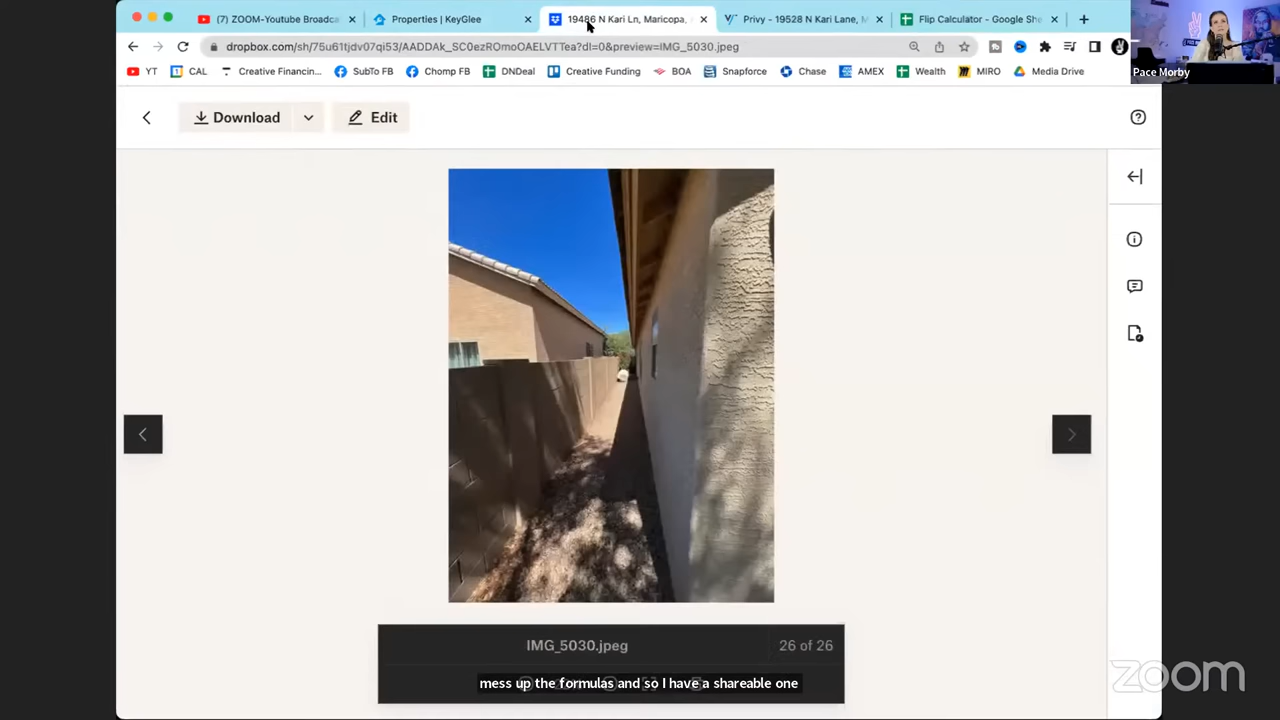 (7) ZOOM-Youtube Broadca
Properties | KeyGlee
19486 N Kari Ln, Maricopa,
Privy - 19528 N Kari Lane, M
Flip Calculator - Google She
dropbox.com/sh/75u61tjdv07qi53/AADDAk_SC0ezROmoOAELVTTea?dl=0&preview=IMG_5030.jpeg
YT
CAL
Creative Financin...
SubTo FB
Chomp FB
DNDeal
Creative Funding
BOA
Snapforce
Chase
AMEX
Wealth
MIRO
Media Drive
Pace Morby
Download
Edit
IMG_5030.jpeg
26 of 26
mess up the formulas and so I have a shareable one
zoom